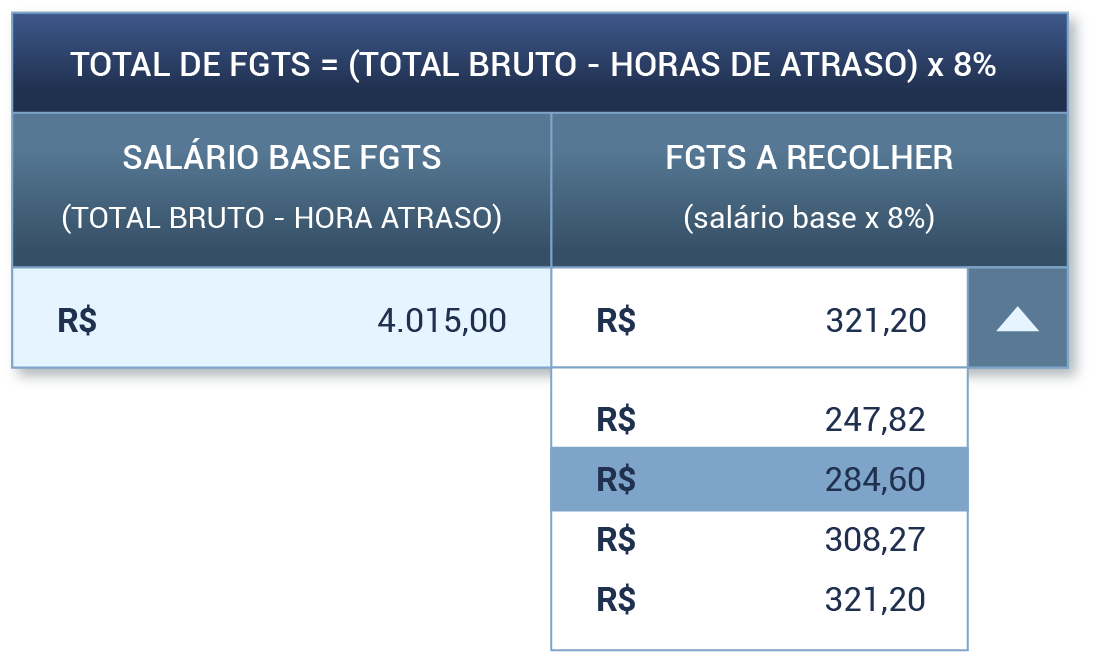 TOTAL DE FGTS = (TOTAL BRUTO - HORAS DE ATRASO) x 8%
SALÁRIO BASE FGTS
(TOTAL BRUTO - HORA ATRASO)
FGTS A RECOLHER
(salário base x 8%)
R$ 4.015,00
R$ 321,20
R$ 247,82
R$ 284,60
R$ 308,27
R$ 321,20